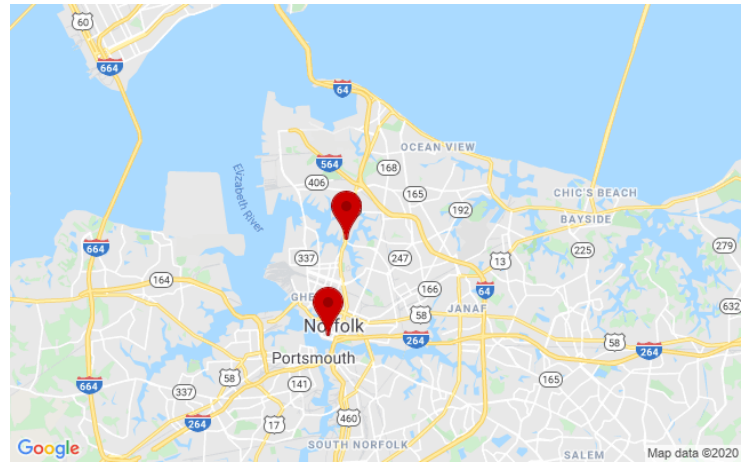 60
664
64
OCEAN VIEW
564
168
Elizabeth River
406
165
CHIC'S BEACH
192
BAYSIDE
664
337
247
13
225
279
164
166
64
GHE
JANAF
58
632
Norfolk
264
58
264
Portsmouth
664
58
141
165
337
264
17
460
SOUTH NORFOLK
SALEM
Google
Map data ©2020